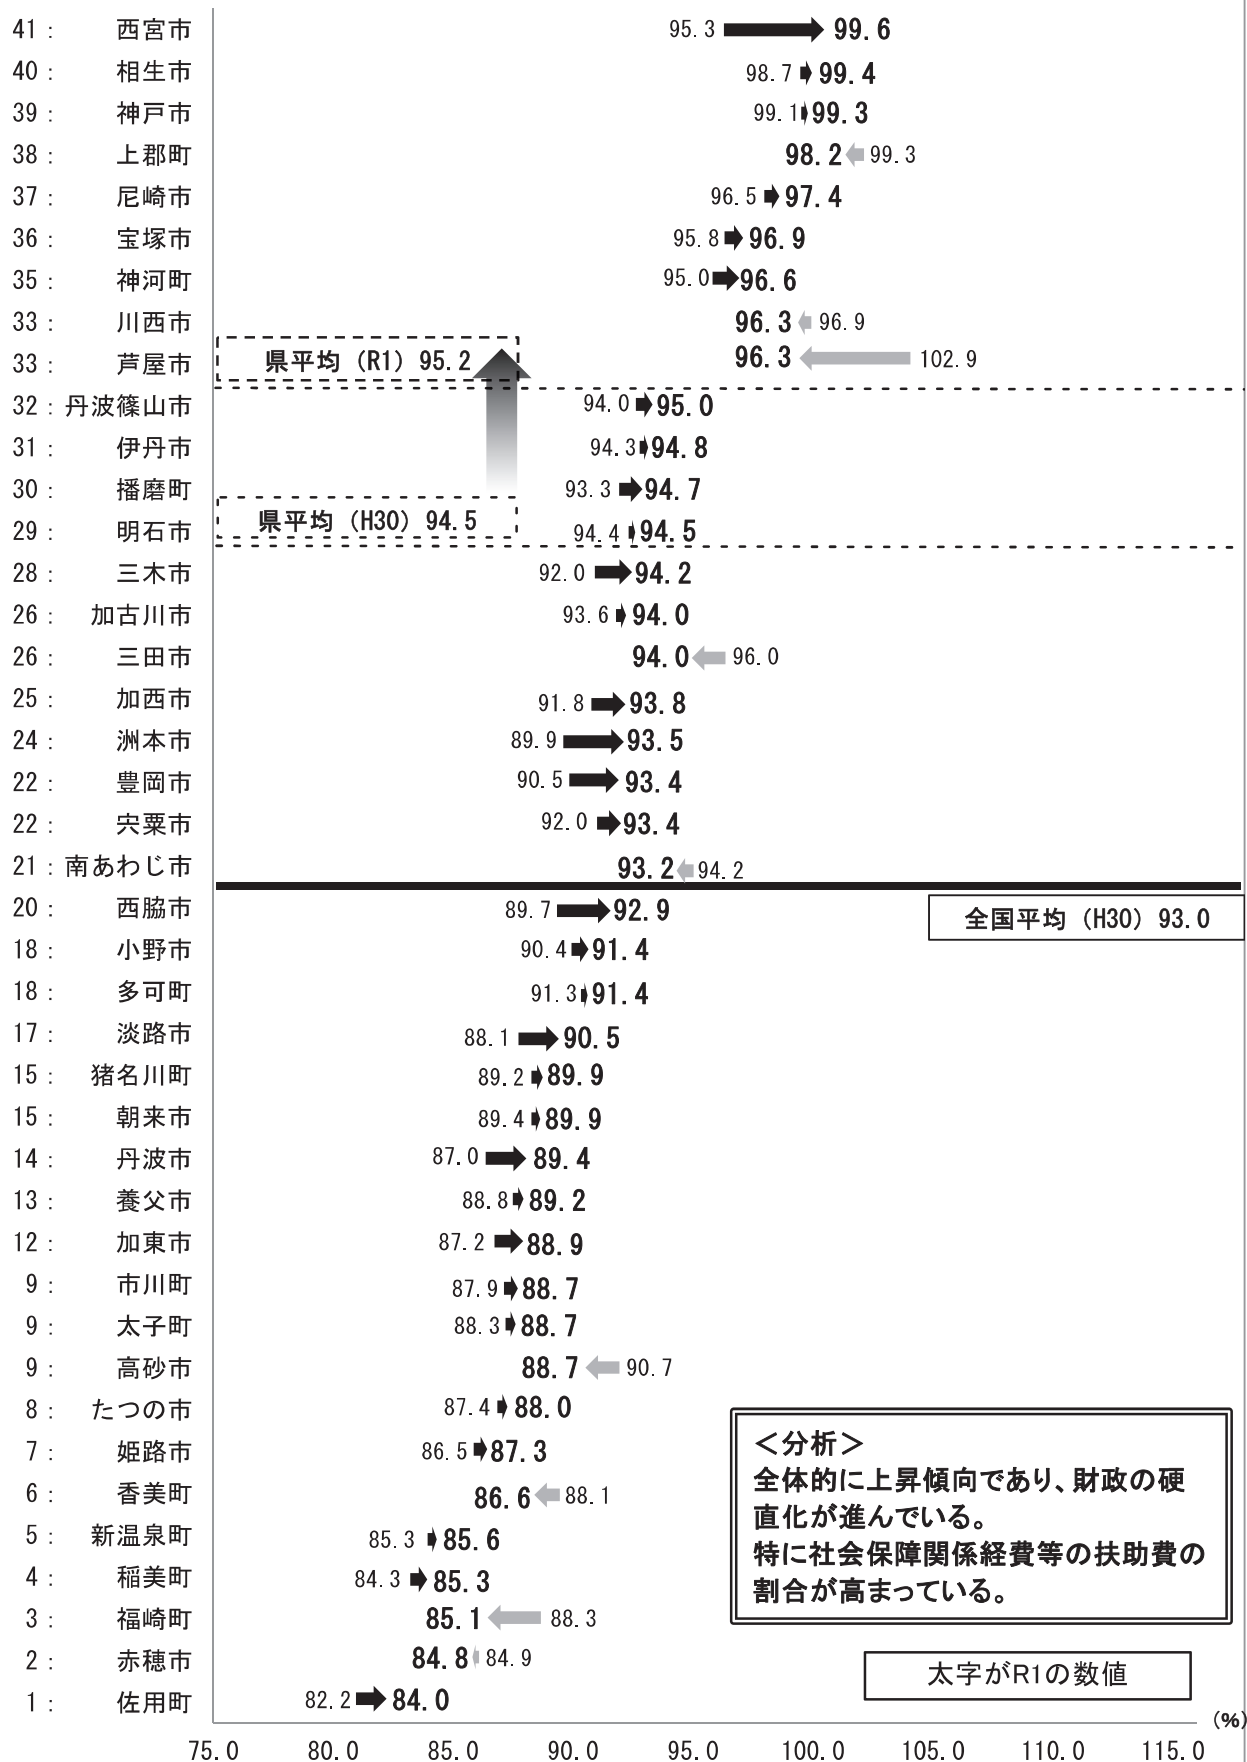 41： 西宮市 95.3 99.6
40： 相生市 98.7 99.4
39： 神戸市 99.1 99.3
38： 上郡町 98.2 99.3
37： 尼崎市 96.5 97.4
36： 宝塚市 95.8 96.9
35： 神河町 95.0 96.6
33： 川西市 96.3 96.9
33： 芦屋市 96.3 102.9
県平均（R1）95.2
32： 丹波篠山市 94.0 95.0
31： 伊丹市 94.3 94.8
30： 播磨町 93.3 94.7
29： 明石市 94.4 94.5
県平均（H30）94.5
28： 三木市 92.0 94.2
26： 加古川市 93.6 94.0
26： 三田市 94.0 96.0
25： 加西市 91.8 93.8
24： 洲本市 89.9 93.5
22： 豊岡市 90.5 93.4
22： 宍粟市 92.0 93.4
21： 南あわじ市 93.2 94.2
20： 西脇市 89.7 92.9
全国平均（H30）93.0
18： 小野市 90.4 91.4
18： 多可町 91.3 91.4
17： 淡路市 88.1 90.5
15： 猪名川町 89.2 89.9
15： 朝来市 89.4 89.9
14： 丹波市 87.0 89.4
13： 養父市 88.8 89.2
12： 加東市 87.2 88.9
9： 市川町 87.9 88.7
9： 太子町 88.3 88.7
9： 高砂市 88.7 90.7
8： たつの市 87.4 88.0
7： 姫路市 86.5 87.3
6： 香美町 86.6 88.1
5： 新温泉町 85.3 85.6
4： 稲美町 84.3 85.3
3： 福崎町 85.1 88.3
2： 赤穂市 84.8 84.9
1： 佐用町 82.2 84.0
＜分析＞
全体的に上昇傾向であり、財政の硬
直化が進んでいる。
特に社会保障関係経費等の扶助費の
割合が高まっている。
太字がR1の数値
(%)
75.0 80.0 85.0 90.0 95.0 100.0 105.0 110.0 115.0